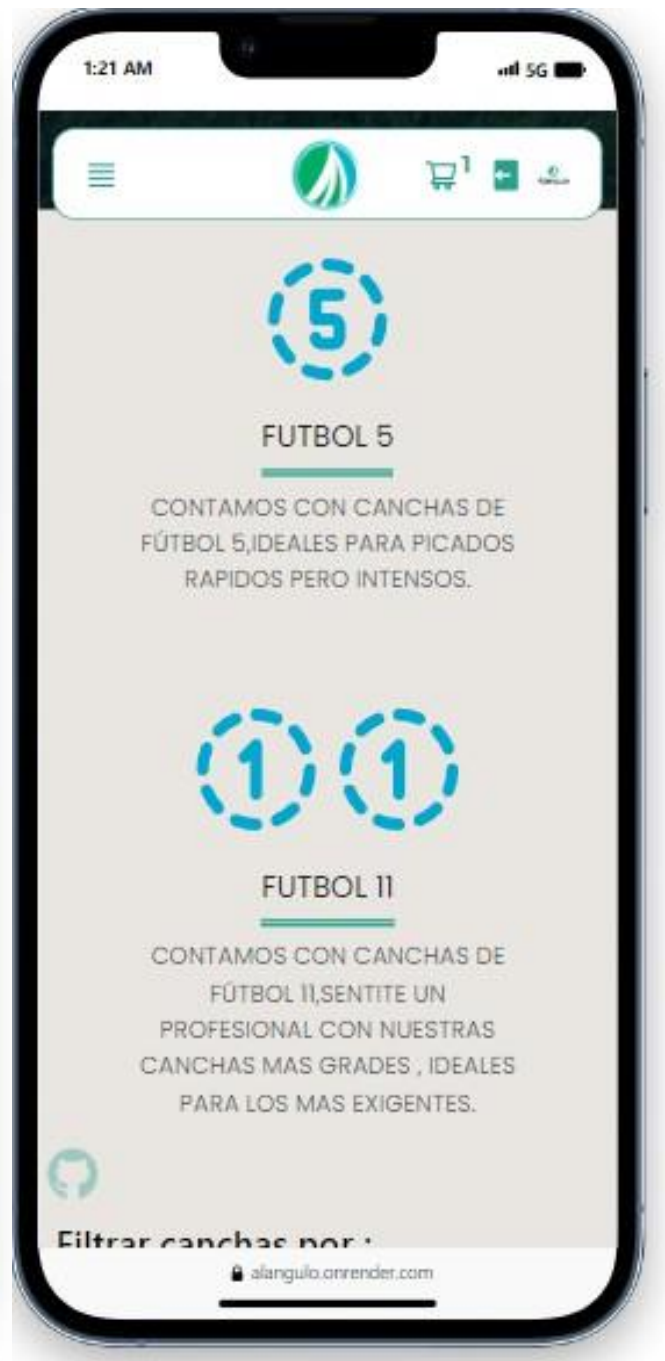 1:21 AM
5G
1
5
FUTBOL 5
CONTAMOS CON CANCHAS DE
FÚTBOL 5,IDEALES PARA PICADOS
RAPIDOS PERO INTENSOS.
1 1
FUTBOL 11
CONTAMOS CON CANCHAS DE
FÚTBOL 11,SENTITE UN
PROFESIONAL CON NUESTRAS
CANCHAS MAS GRADES , IDEALES
PARA LOS MAS EXIGENTES.
Filtrar canchas por :
alangulo.onrender.com